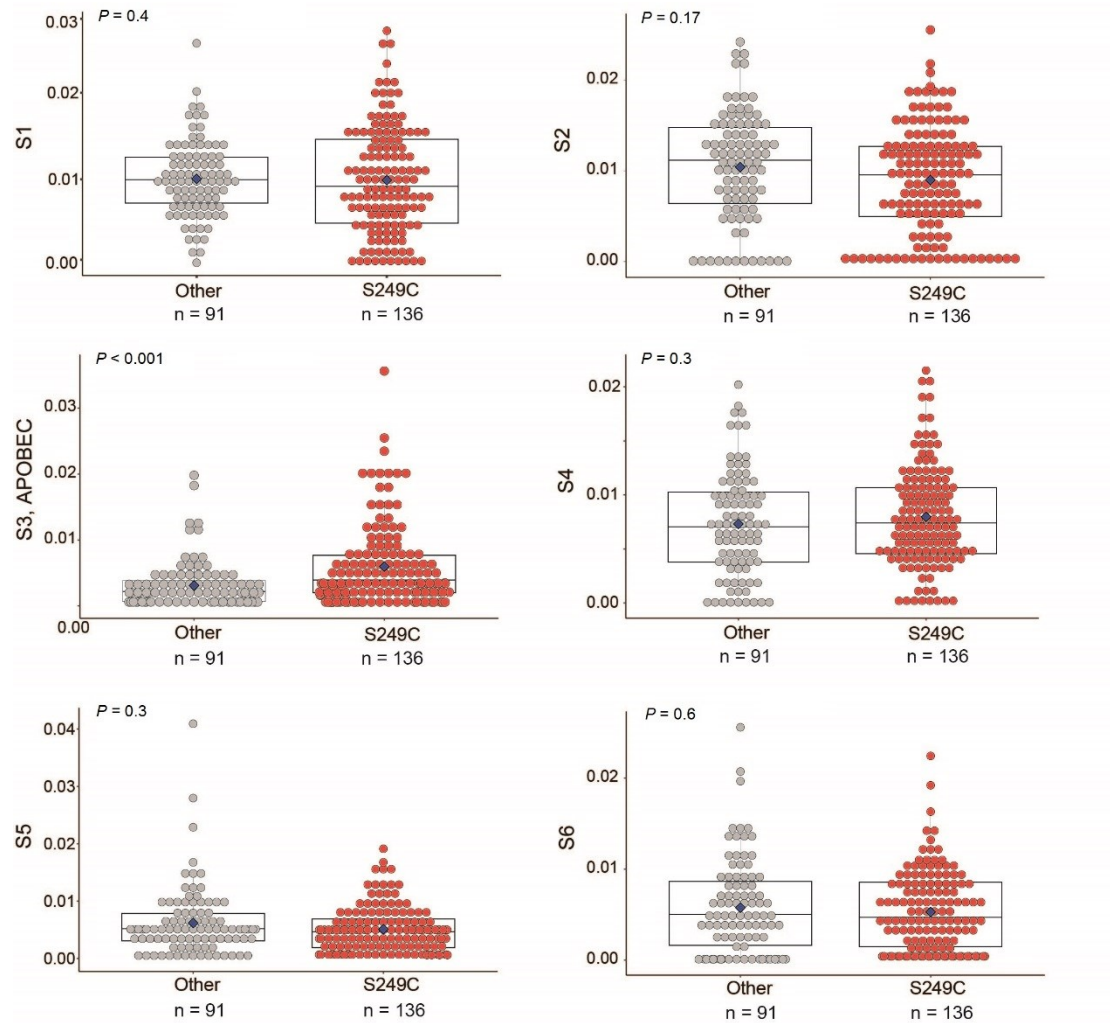 P = 0.4
0.03
0.02
0.01
0.00
S1
Other
S249C
n = 91
n = 136
P = 0.17
0.02
0.01
0.00
S2
Other
S249C
n = 91
n = 136
P < 0.001
0.03
0.02
0.01
0.00
S3, APOBEC
Other
S249C
n = 91
n = 136
P = 0.3
0.02
0.01
0.00
S4
Other
S249C
n = 91
n = 136
P = 0.3
0.04
0.03
0.02
0.01
0.00
S5
Other
S249C
n = 91
n = 136
P = 0.6
0.02
0.01
0.00
S6
Other
S249C
n = 91
n = 136